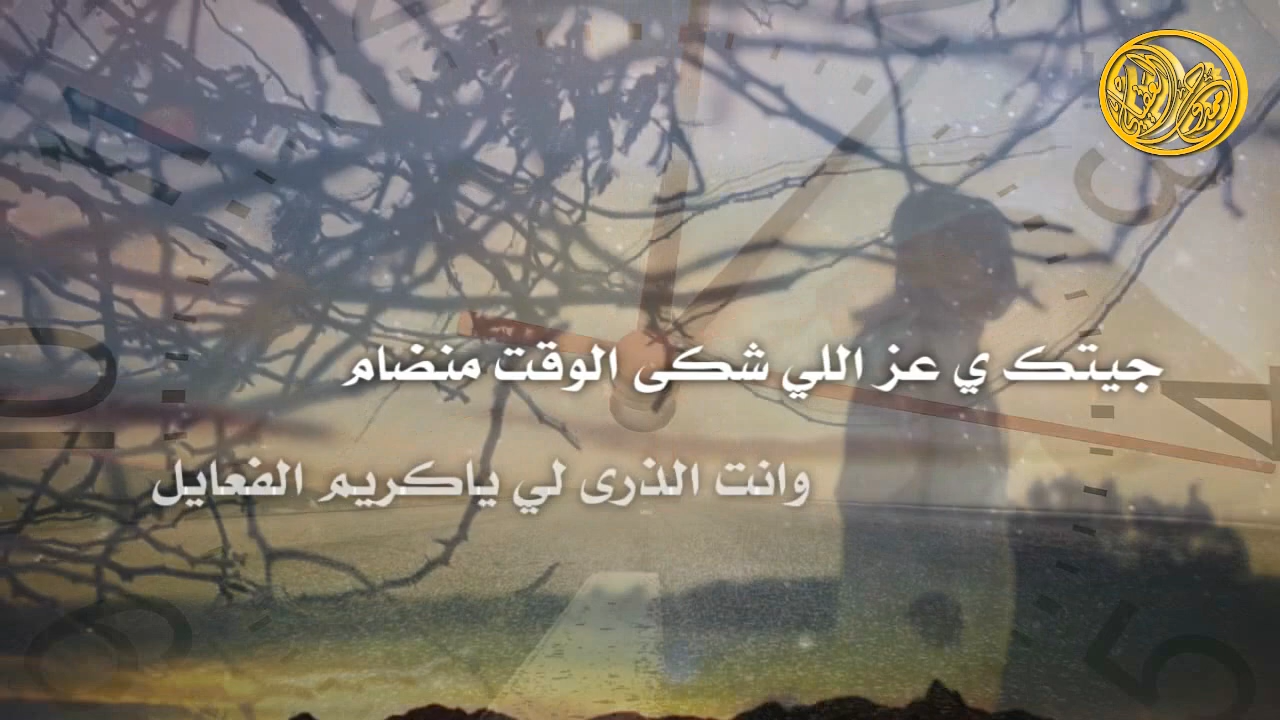 جيتك ي عز اللي شكى الوقت منضام
وانت الذرى لي ياكريم الفعايل